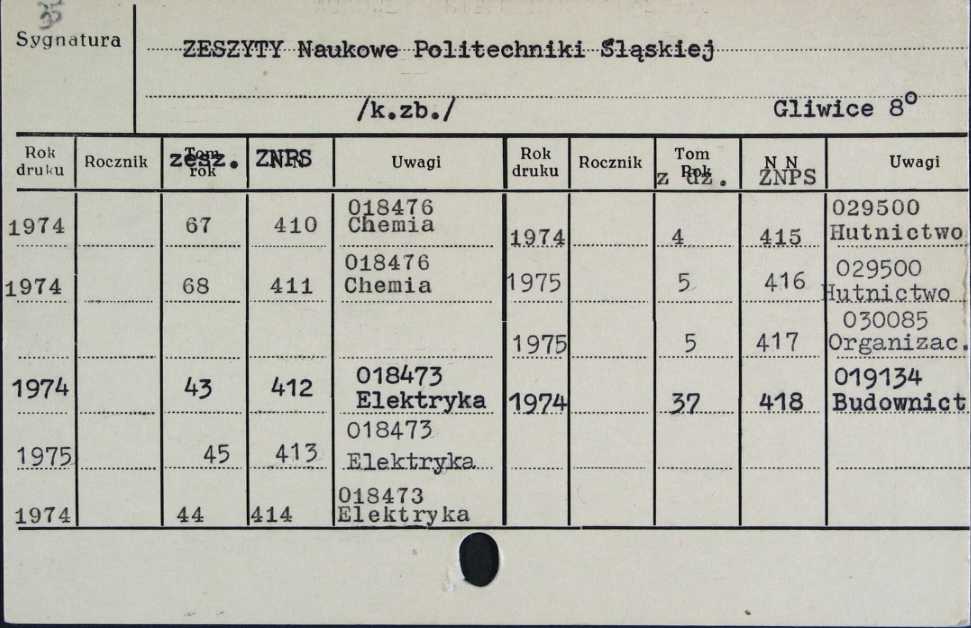 Sygnatura
ZESZYTY Naukowe Politechniki Śląskiej
/k.zb./ Gliwice 8°
Rok druku Rocznik Tom rok zesz. NN ZNPS Uwagi Rok druku Rocznik Tom Rok z uż. NN ZNPS Uwagi
1974 67 410 018476 Chemia
1974 68 411 018476 Chemia
1974 43 412 018473 Elektryka
1975 45 413 018473 Elektryka
1974 44 414 018473 Elektryka
1974 4 415 029500 Hutnictwo
1975 5 416 029500 Hutnictwo
1975 5 417 030085 Organizac.
1974 37 418 019134 Budownict